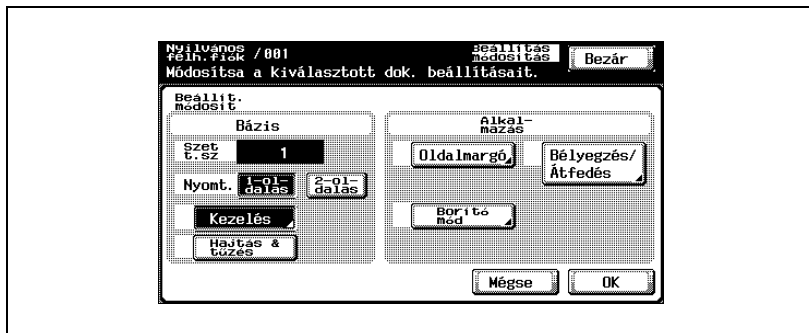 Nyilvános
félh.fiók /001
Beállítás
módosítás
Bezár
Módosítsa a kiválasztott dok. beállításait.
Beállít.
módosít
Bázis
Szet
t.sz 1
Nyomt. 1-ol-
dalas 2-ol-
dalas
Kezelés
Hajtás &
tűzés
Alkal-
mazás
Oldalmargó
Bélyegzés/
Átfedés
Borító
mód
Mégse
OK